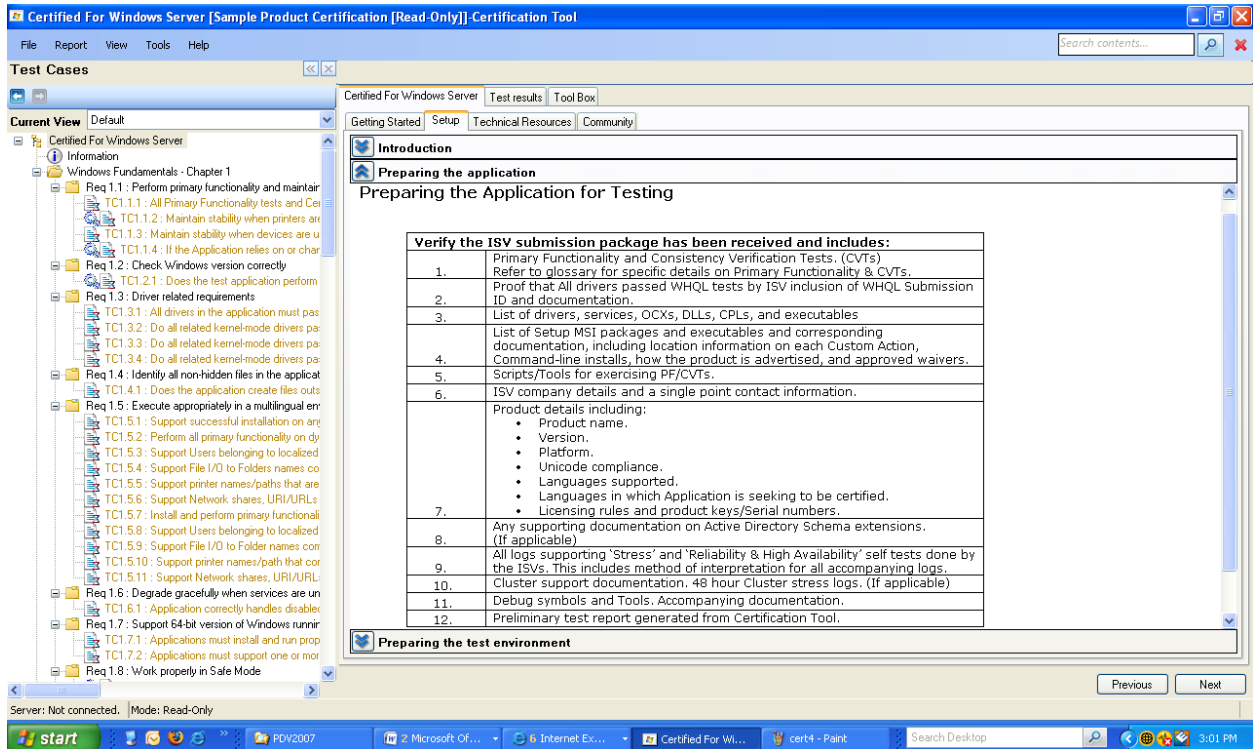 Certified For Windows Server [Sample Product Certification [Read-Only]]-Certification Tool
File Report View Tools Help
Search contents...
Test Cases
Current View Default
Certified For Windows Server
Information
Windows Fundamentals - Chapter 1
Req 1.1 : Perform primary functionality and maintain
TC1.1.1 : All Primary Functionality tests and Cer
TC1.1.2 : Maintain stability when printers are
TC1.1.3 : Maintain stability when devices are u
TC1.1.4 : If the Application relies on or char
Req 1.2 : Check Windows version correctly
TC1.2.1 : Does the test application perform
Req 1.3 : Driver related requirements
TC1.3.1 : All drivers in the application must pas
TC1.3.2 : Do all related kernel-mode drivers pa
TC1.3.3 : Do all related kernel-mode drivers pa
TC1.3.4 : Do all related kernel-mode drivers pa
Req 1.4 : Identify all non-hidden files in the applicat
TC1.4.1 : Does the application create files outs
Req 1.5 : Execute appropriately in a multilingual env
TC1.5.1 : Support successful installation on any
TC1.5.2 : Perform all primary functionality on dy
TC1.5.3 : Support Users belonging to localized
TC1.5.4 : Support File I/O to Folders names co
TC1.5.5 : Support printer names/paths that are
TC1.5.6 : Support Network shares, URI/URLs
TC1.5.7 : Install and perform primary functionali
TC1.5.8 : Support Users belonging to localized
TC1.5.9 : Support File I/O to Folder names com
TC1.5.10 : Support printer names/path that cor
TC1.5.11 : Support Network shares, URI/URL
Req 1.6 : Degrade gracefully when services are un
TC1.6.1 : Application correctly handles disabled
Req 1.7 : Support 64-bit version of Windows runnin
TC1.7.1 : Applications must install and run prop
TC1.7.2 : Applications must support one or mor
Req 1.8 : Work properly in Safe Mode
Certified For Windows Server Test results Tool Box
Getting Started Setup Technical Resources Community
Introduction
Preparing the application
Preparing the Application for Testing
Verify the ISV submission package has been received and includes:
1. Primary Functionality and Consistency Verification Tests. (CVTs)
Refer to glossary for specific details on Primary Functionality & CVTs.
2. Proof that All drivers passed WHQL tests by ISV inclusion of WHQL Submission
ID and documentation.
3. List of drivers, services, OCXs, DLLs, CPLs, and executables
4. List of Setup MSI packages and executables and corresponding
documentation, including location information on each Custom Action,
Command-line installs, how the product is advertised, and approved waivers.
5. Scripts/Tools for exercising PF/CVTs.
6. ISV company details and a single point contact information.
7. Product details including:
• Product name.
• Version.
• Platform.
• Unicode compliance.
• Languages supported.
• Languages in which Application is seeking to be certified.
• Licensing rules and product keys/Serial numbers.
8. Any supporting documentation on Active Directory Schema extensions.
(If applicable)
9. All logs supporting ‘Stress’ and ‘Reliability & High Availability’ self tests done by
the ISVs. This includes method of interpretation for all accompanying logs.
10. Cluster support documentation. 48 hour Cluster stress logs. (If applicable)
11. Debug symbols and Tools. Accompanying documentation.
12. Preliminary test report generated from Certification Tool.
Preparing the test environment
Previous Next
Server: Not connected. Mode: Read-Only
start PDV2007 2 Microsoft Of... 6 Internet Ex... Certified For Wi... cert4 - Paint Search Desktop 3:01 PM